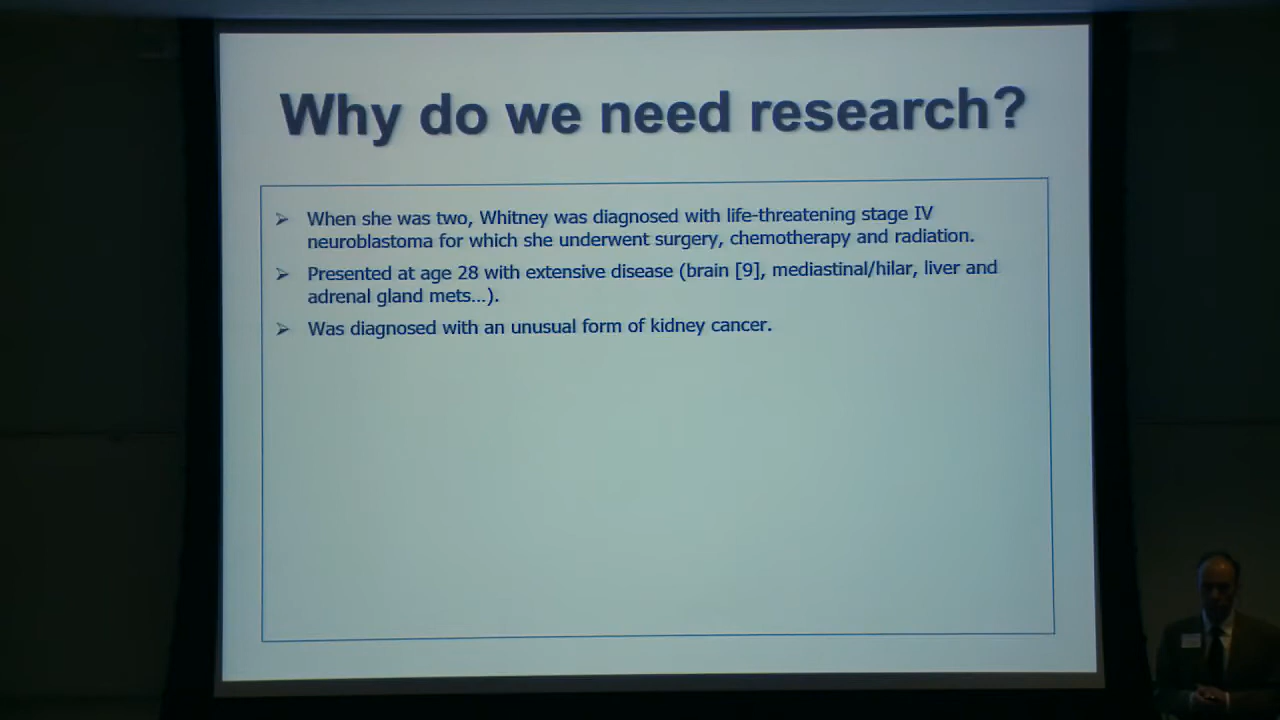 Why do we need research?
➢ When she was two, Whitney was diagnosed with life-threatening stage IV
neuroblastoma for which she underwent surgery, chemotherapy and radiation.
➢ Presented at age 28 with extensive disease (brain [9], mediastinal/hilar, liver and
adrenal gland mets...).
➢ Was diagnosed with an unusual form of kidney cancer.